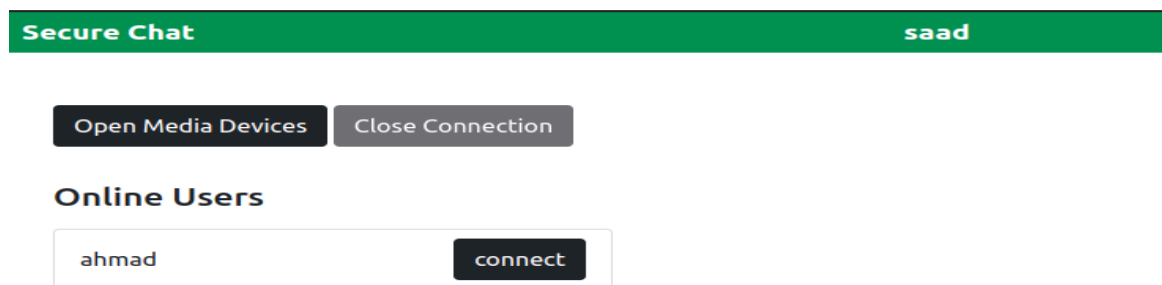 Secure Chat saad
Open Media Devices Close Connection
Online Users
ahmad connect